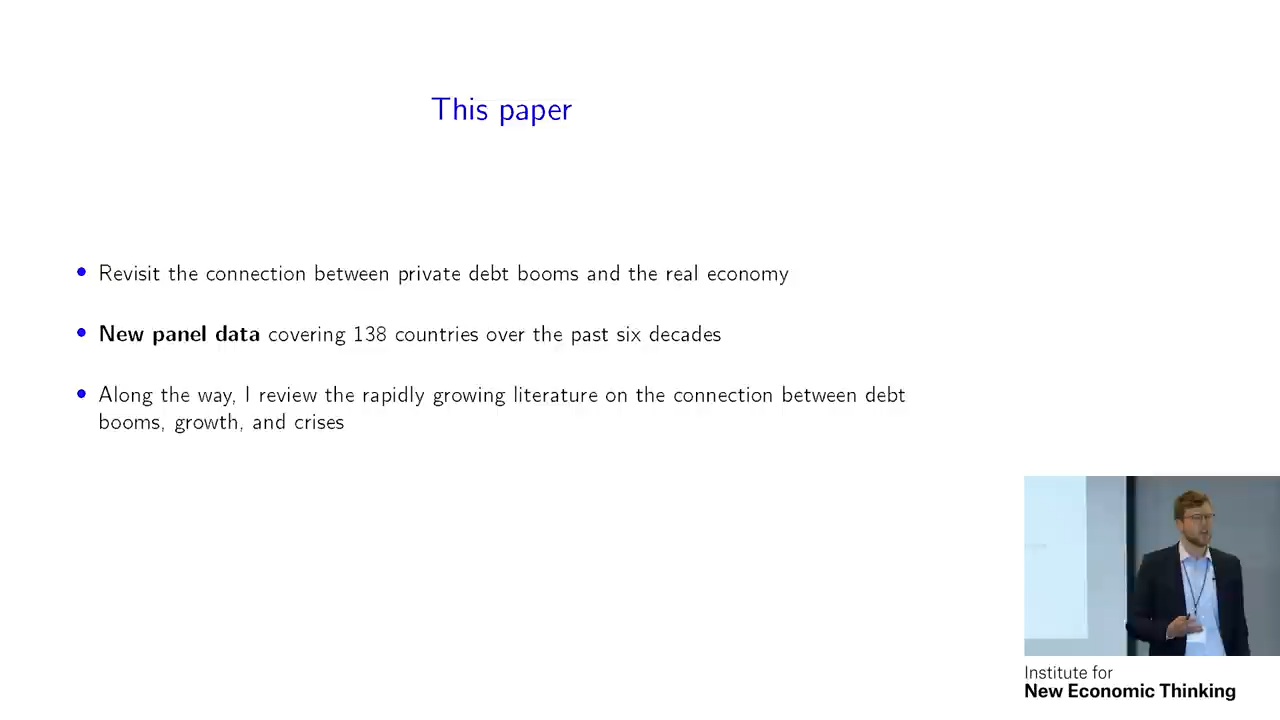 This paper
Revisit the connection between private debt booms and the real economy
New panel data covering 138 countries over the past six decades
Along the way, I review the rapidly growing literature on the connection between debt
booms, growth, and crises
Institute for
New Economic Thinking